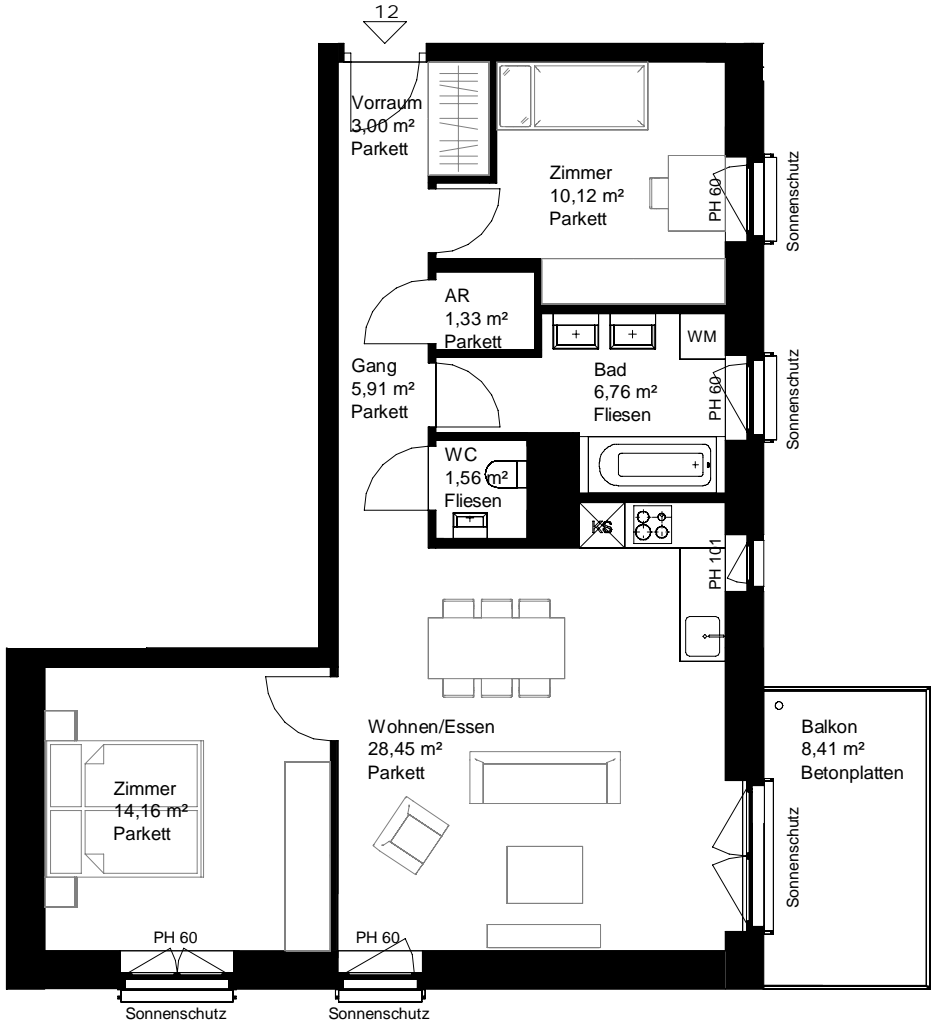 12
Vorraum
3,00 m²
Parkett
Zimmer
10,12 m²
Parkett
PH 60
Sonnenschutz
AR
1,33 m²
Parkett
WM
Gang
5,91 m²
Parkett
Bad
6,76 m²
Fliesen
PH 60
Sonnenschutz
WC
1,56 m²
Fliesen
KS
PH 101
Wohnen/Essen
28,45 m²
Parkett
Balkon
8,41 m²
Betonplatten
Zimmer
14,16 m²
Parkett
Sonnenschutz
PH 60
PH 60
Sonnenschutz
Sonnenschutz